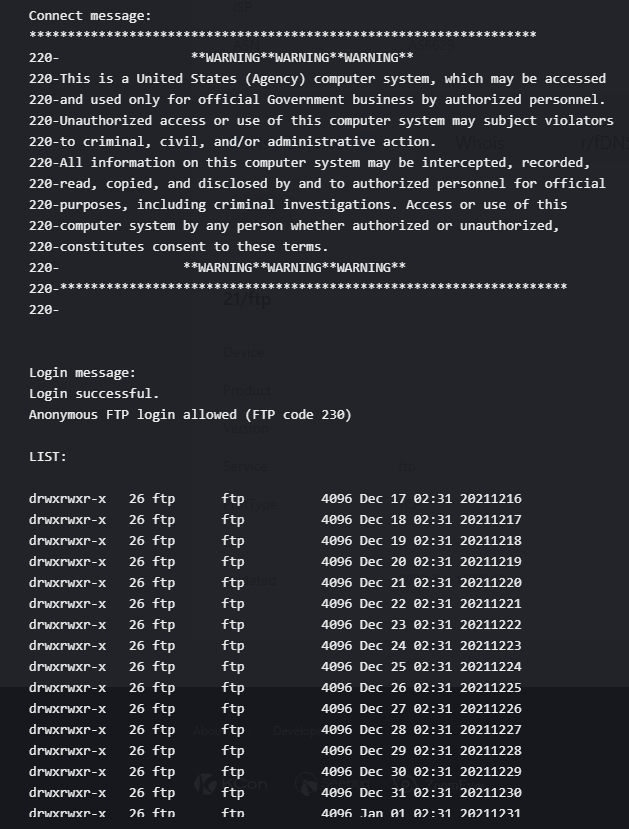 Connect message:
******************************************************************
220-                 **WARNING**WARNING**WARNING**
220-This is a United States (Agency) computer system, which may be accessed
220-and used only for official Government business by authorized personnel.
220-Unauthorized access or use of this computer system may subject violators
220-to criminal, civil, and/or administrative action.
220-All information on this computer system may be intercepted, recorded,
220-read, copied, and disclosed by and to authorized personnel for official
220-purposes, including criminal investigations. Access or use of this
220-computer system by any person whether authorized or unauthorized,
220-constitutes consent to these terms.
220-                **WARNING**WARNING**WARNING**
220-******************************************************************
220-
Login message:
Login successful.
Anonymous FTP login allowed (FTP code 230)
LIST:
drwxrwxr-x   26 ftp      ftp          4096 Dec 17 02:31 20211216
drwxrwxr-x   26 ftp      ftp          4096 Dec 18 02:31 20211217
drwxrwxr-x   26 ftp      ftp          4096 Dec 19 02:31 20211218
drwxrwxr-x   26 ftp      ftp          4096 Dec 20 02:31 20211219
drwxrwxr-x   26 ftp      ftp          4096 Dec 21 02:31 20211220
drwxrwxr-x   26 ftp      ftp          4096 Dec 22 02:31 20211221
drwxrwxr-x   26 ftp      ftp          4096 Dec 23 02:31 20211222
drwxrwxr-x   26 ftp      ftp          4096 Dec 24 02:31 20211223
drwxrwxr-x   26 ftp      ftp          4096 Dec 25 02:31 20211224
drwxrwxr-x   26 ftp      ftp          4096 Dec 26 02:31 20211225
drwxrwxr-x   26 ftp      ftp          4096 Dec 27 02:31 20211226
drwxrwxr-x   26 ftp      ftp          4096 Dec 28 02:31 20211227
drwxrwxr-x   26 ftp      ftp          4096 Dec 29 02:31 20211228
drwxrwxr-x   26 ftp      ftp          4096 Dec 30 02:31 20211229
drwxrwxr-x   26 ftp      ftp          4096 Dec 31 02:31 20211230
drwxrwxr-x   26 ftp      ftp          4096 Jan 01 02:31 20211231
Whois
21/ftp
Device
Product
Version
Service
ftp